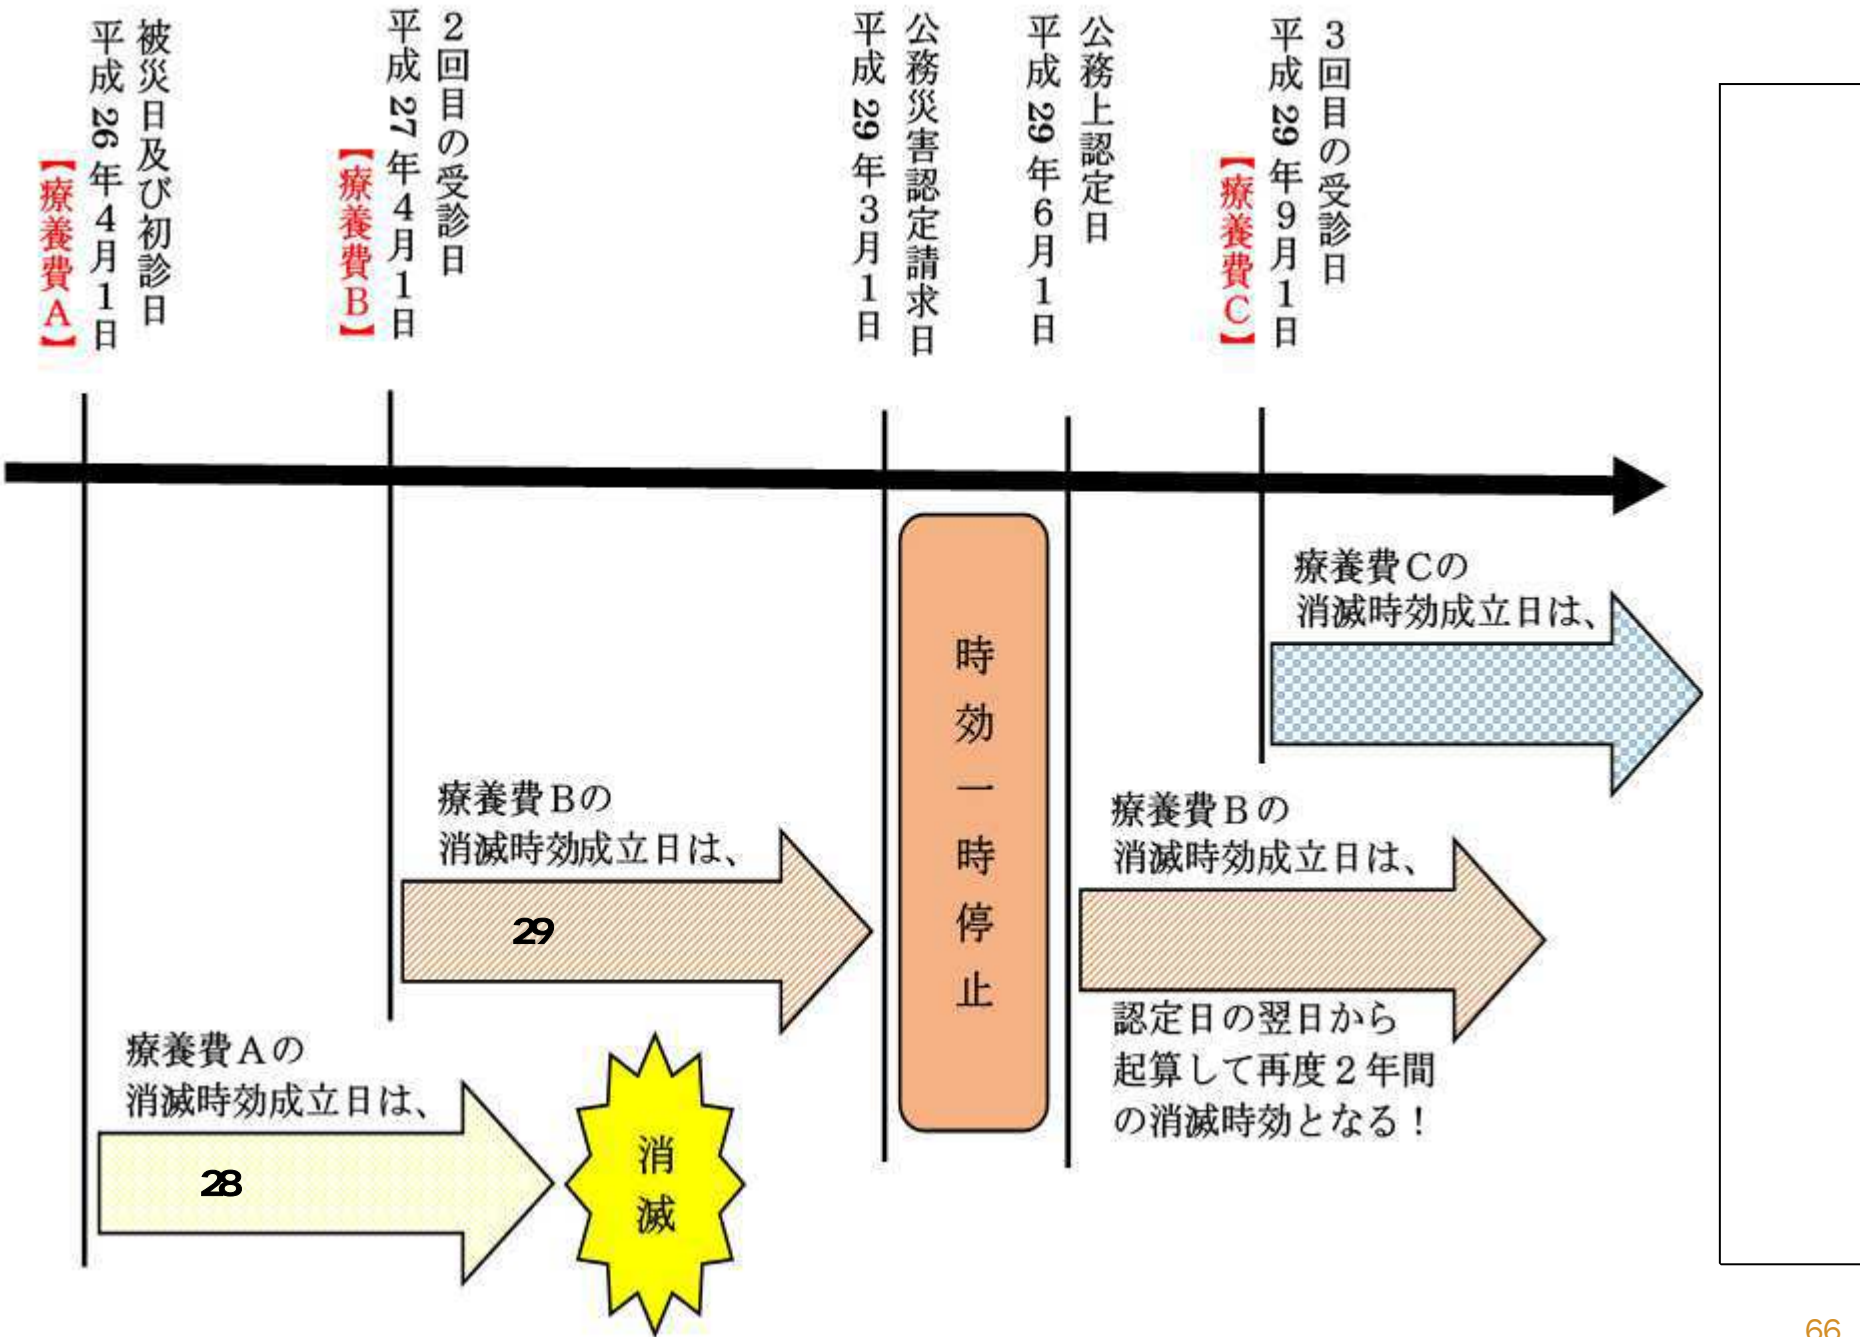 被災日及び初診日
平成26年4月1日
【療養費A】
2回目の受診日
平成27年4月1日
【療養費B】
公務災害認定請求日
平成29年3月1日
公務上認定日
平成29年6月1日
3回目の受診日
平成29年9月1日
【療養費C】
療養費Cの
消滅時効成立日は、
時効一時停止
療養費Bの
消滅時効成立日は、
29
療養費Bの
消滅時効成立日は、
認定日の翌日から
起算して再度2年間
の消滅時効となる!
療養費Aの
消滅時効成立日は、
28
消滅
66